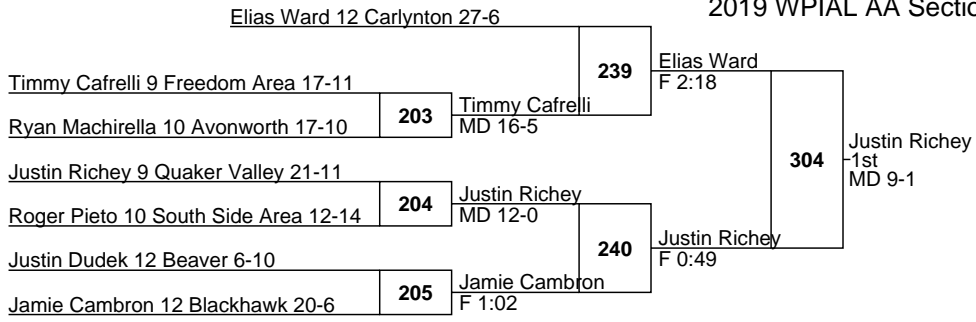 2019 WPIAL AA Sectio
Elias Ward 12 Carlynton 27-6
239
Elias Ward
F 2:18
Timmy Cafrelli 9 Freedom Area 17-11
203
Timmy Cafrelli
MD 16-5
Ryan Machirella 10 Avonworth 17-10
304
Justin Richey
1st
MD 9-1
Justin Richey 9 Quaker Valley 21-11
204
Justin Richey
MD 12-0
Roger Pieto 10 South Side Area 12-14
240
Justin Richey
F 0:49
Justin Dudek 12 Beaver 6-10
205
Jamie Cambron
F 1:02
Jamie Cambron 12 Blackhawk 20-6